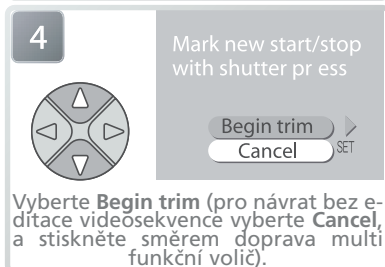 4
Mark new start/stop
with shutter pr ess
Begin trim
Cancel
SET
Vyberte Begin trim (pro návrat bez e-
ditace videosekvence vyberte Cancel,
a stiskněte směrem doprava multi
funkční volič).